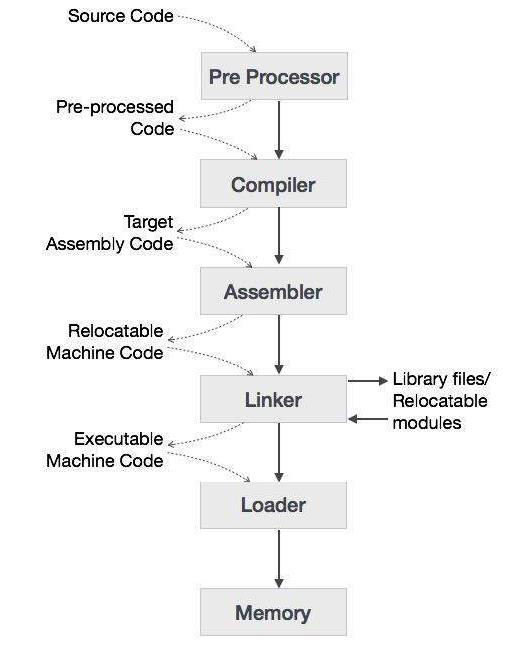 Source Code
Pre Processor
Pre-processed
Code
Compiler
Target
Assembly Code
Assembler
Relocatable
Machine Code
Linker
Library files/
Relocatable
modules
Executable
Machine Code
Loader
Memory